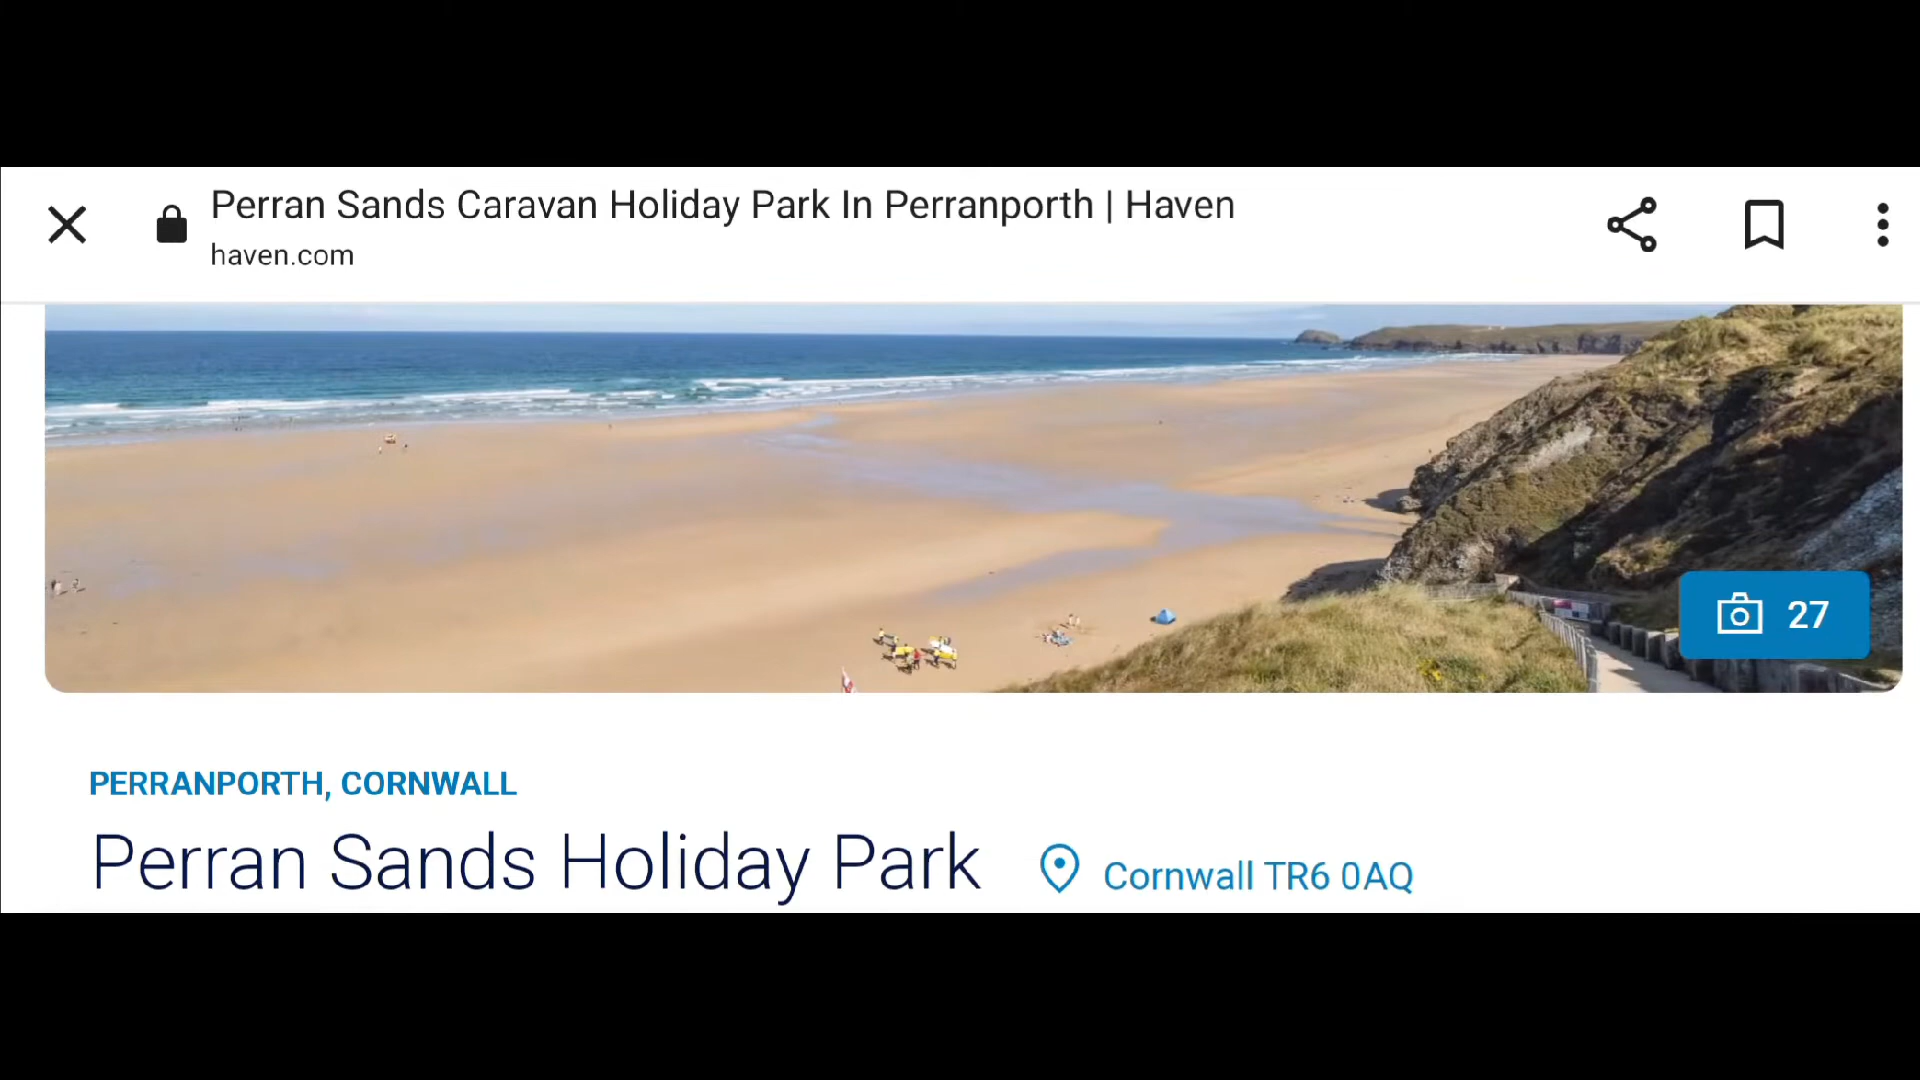 Perran Sands Caravan Holiday Park In Perranporth | Haven
haven.com
27
PERRANPORTH, CORNWALL
Perran Sands Holiday Park
Cornwall TR6 0AQ